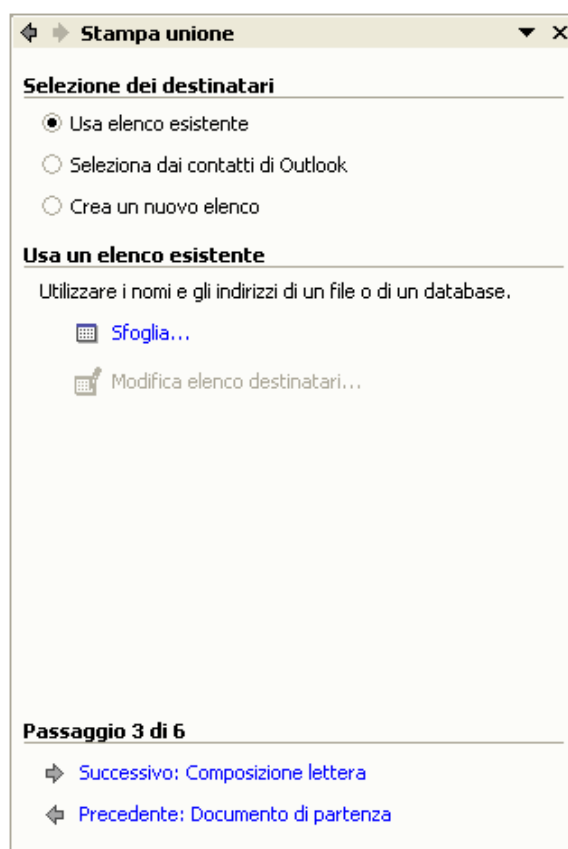 Stampa unione
Selezione dei destinatari
Usa elenco esistente
Seleziona dai contatti di Outlook
Crea un nuovo elenco
Usa un elenco esistente
Utilizzare i nomi e gli indirizzi di un file o di un database.
Sfoglia...
Modifica elenco destinatari...
Passaggio 3 di 6
Successivo: Composizione lettera
Precedente: Documento di partenza